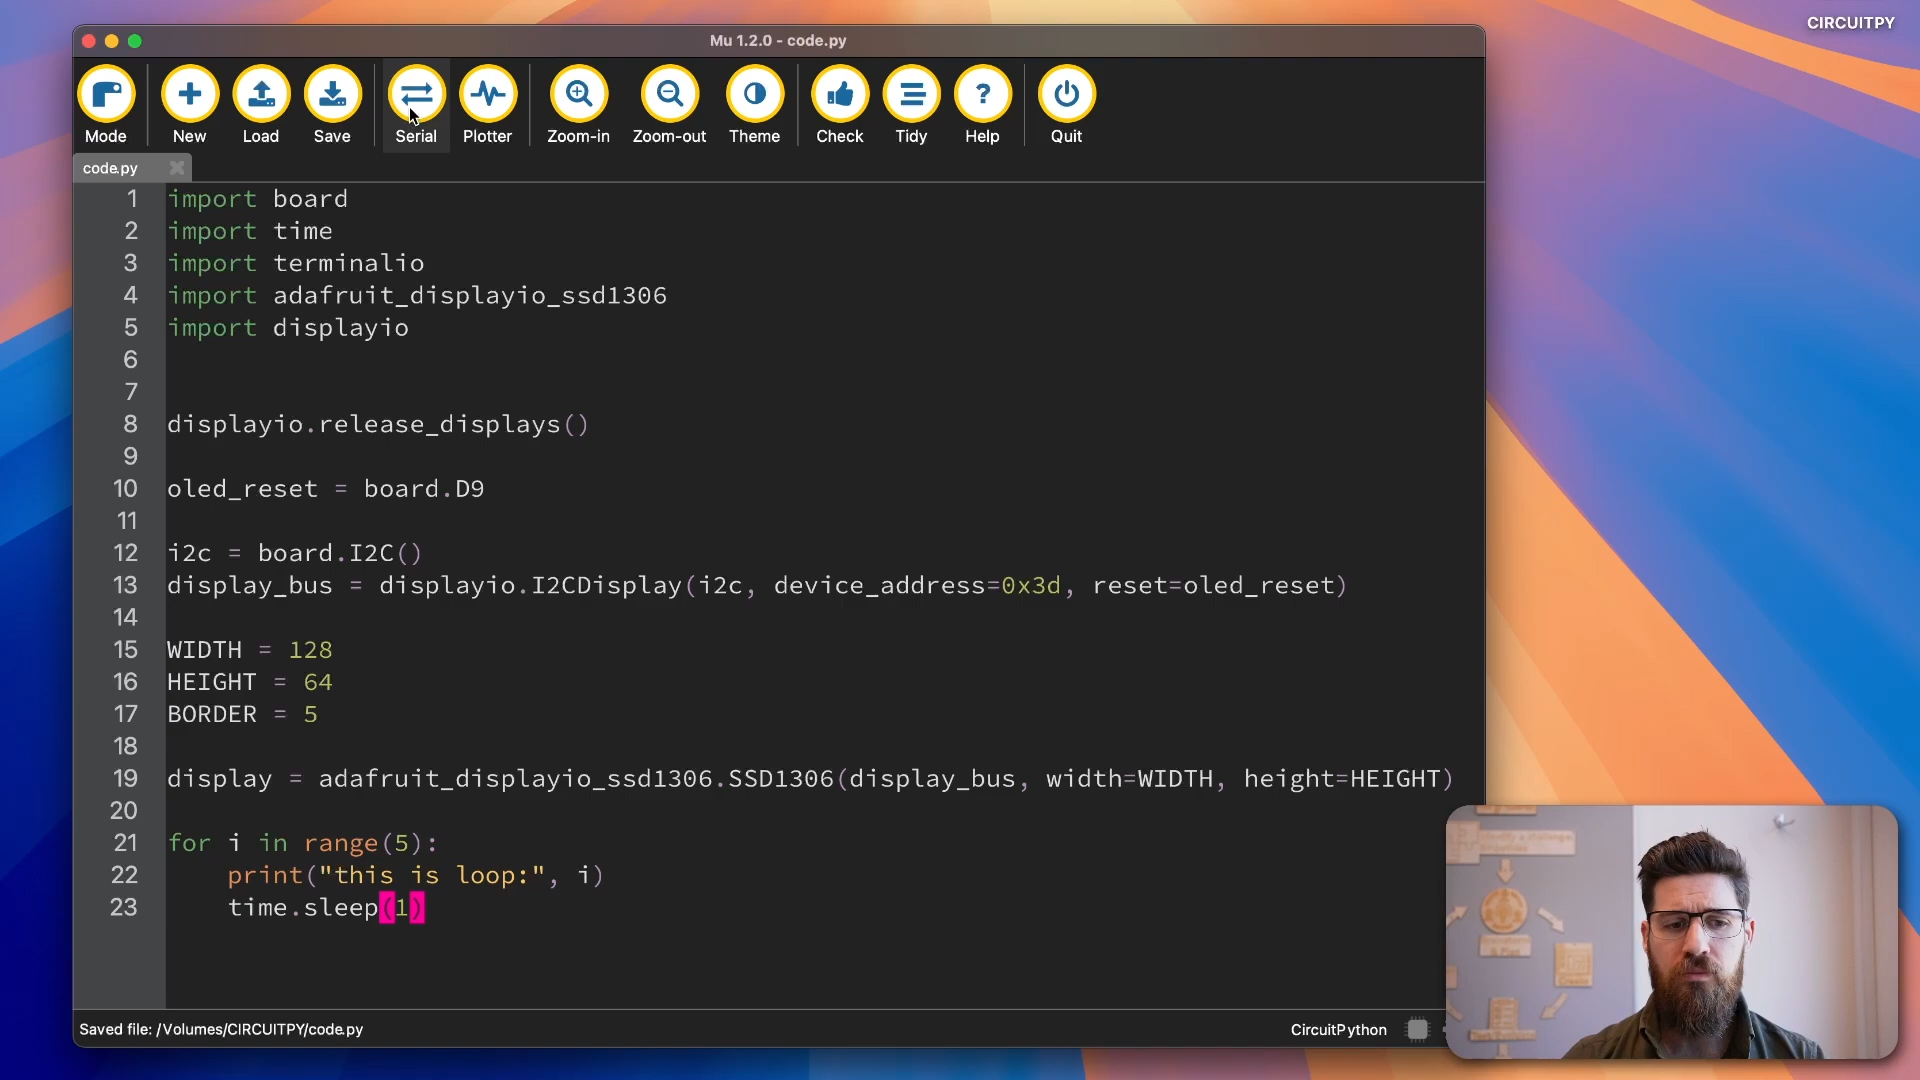 CIRCUITPY
Mu 1.2.0 - code.py
Mode New Load Save Serial Plotter Zoom-in Zoom-out Theme Check Tidy Help Quit
code.py
1 import board
2 import time
3 import terminalio
4 import adafruit_displayio_ssd1306
5 import displayio
6
7
8 displayio.release_displays()
9
10 oled_reset = board.D9
11
12 i2c = board.I2C()
13 display_bus = displayio.I2CDisplay(i2c, device_address=0x3d, reset=oled_reset)
14
15 WIDTH = 128
16 HEIGHT = 64
17 BORDER = 5
18
19 display = adafruit_displayio_ssd1306.SSD1306(display_bus, width=WIDTH, height=HEIGHT)
20
21 for i in range(5):
22     print("this is loop:", i)
23     time.sleep(1)
Saved file: /Volumes/CIRCUITPY/code.py
CircuitPython